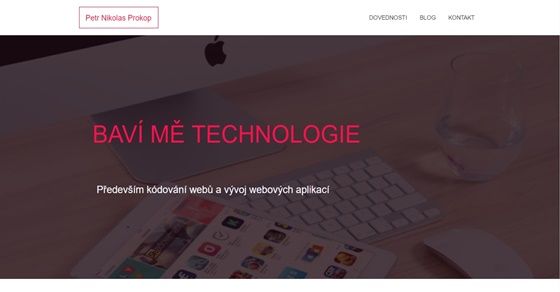 Petr Nikolas Prokop
DOVEDNOSTI BLOG KONTAKT
BAVÍ MĚ TECHNOLOGIE
Především kódování webů a vývoj webových aplikací